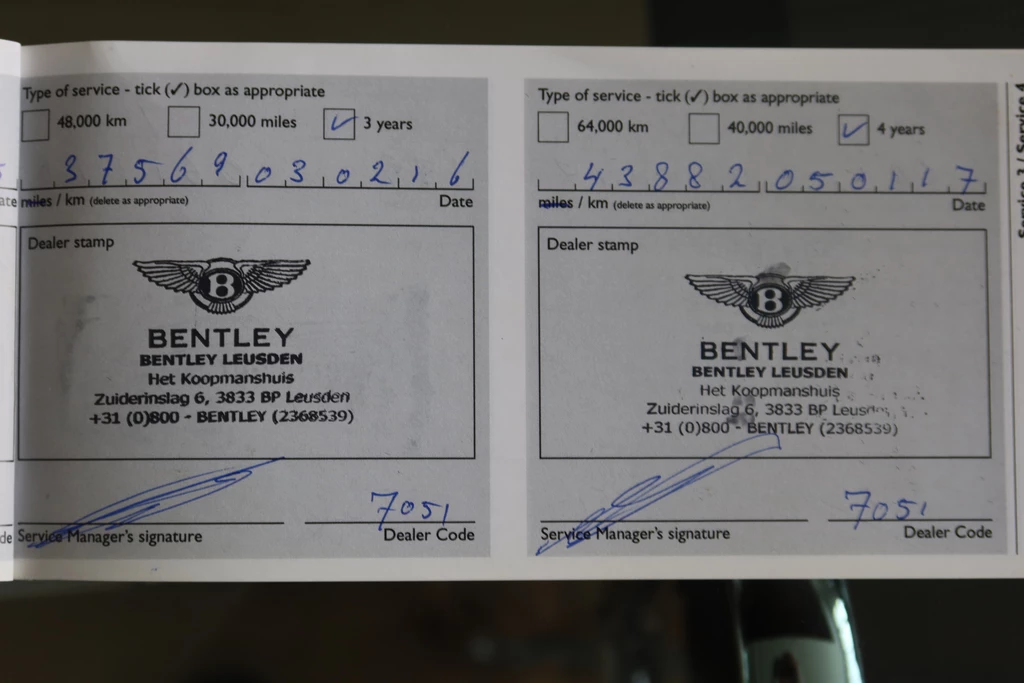 Type of service - tick (✓) box as appropriate
48,000 km 30,000 miles ✓ 3 years
37569 030216
miles / km (delete as appropriate) Date
Dealer stamp
B
BENTLEY
BENTLEY LEUSDEN
Het Koopmanshuis
Zuiderinslag 6, 3833 BP Leusden
+31 (0)800 - BENTLEY (2368539)
7051
Service Manager's signature Dealer Code
Type of service - tick (✓) box as appropriate
64,000 km 40,000 miles ✓ 4 years
43882 050117
miles / km (delete as appropriate) Date
Dealer stamp
B
BENTLEY
BENTLEY LEUSDEN
Het Koopmanshuis
Zuiderinslag 6, 3833 BP
+31 (0)800 - BENTLEY (2368539)
7051
Service Manager's signature Dealer Code